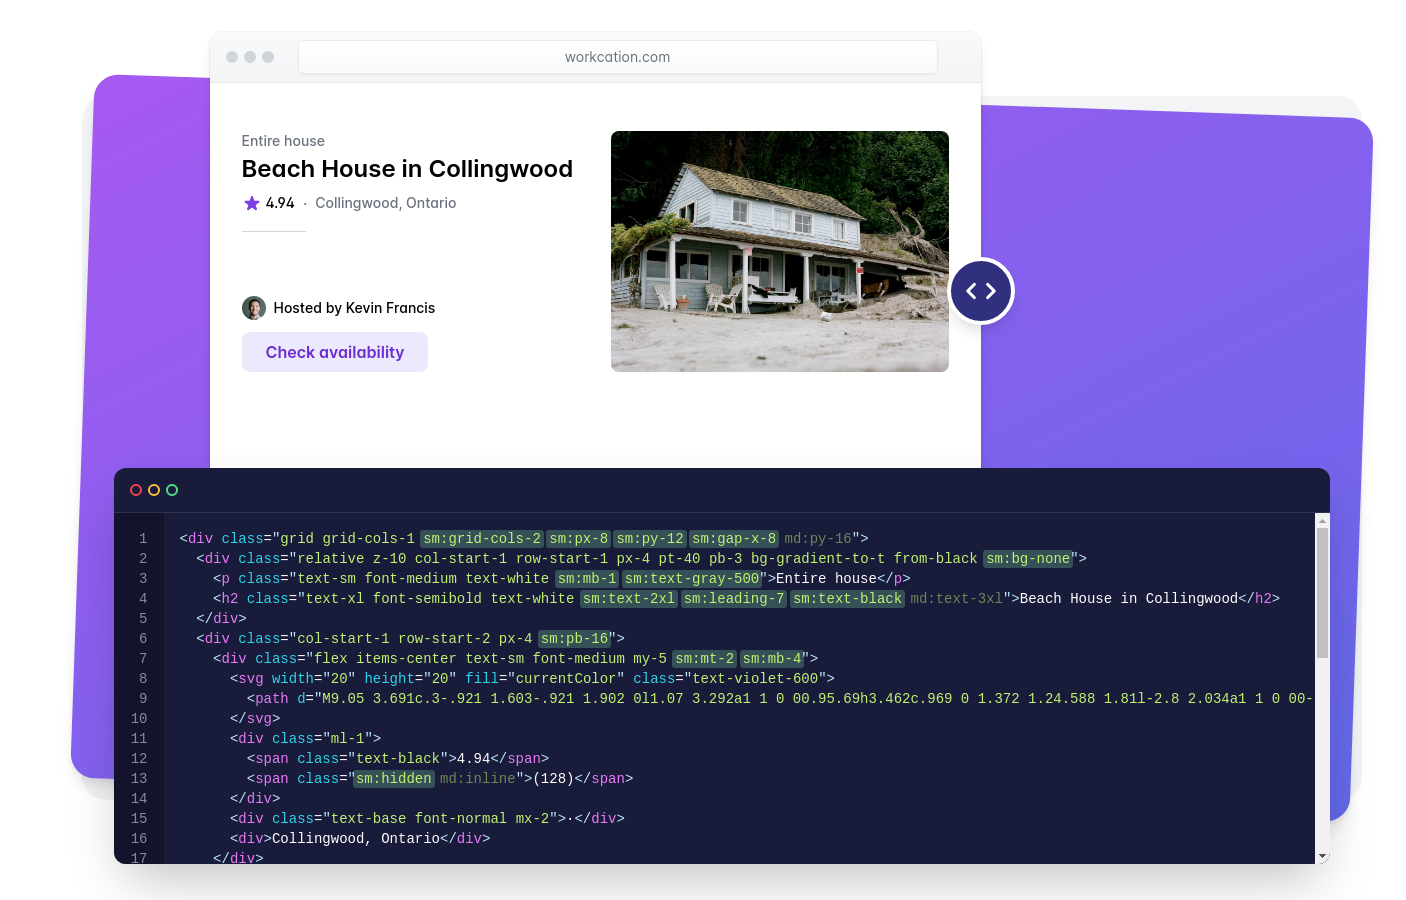 workcation.com
Entire house
Beach House in Collingwood
4.94 · Collingwood, Ontario
Hosted by Kevin Francis
Check availability
1 <div class="grid grid-cols-1 sm:grid-cols-2 sm:px-8 sm:py-12 sm:gap-x-8 md:py-16">
2 <div class="relative z-10 col-start-1 row-start-1 px-4 pt-40 pb-3 bg-gradient-to-t from-black sm:bg-none">
3 <p class="text-sm font-medium text-white sm:mb-1 sm:text-gray-500">Entire house</p>
4 <h2 class="text-xl font-semibold text-white sm:text-2xl sm:leading-7 sm:text-black md:text-3xl">Beach House in Collingwood</h2>
5 </div>
6 <div class="col-start-1 row-start-2 px-4 sm:pb-16">
7 <div class="flex items-center text-sm font-medium my-5 sm:mt-2 sm:mb-4">
8 <svg width="20" height="20" fill="currentColor" class="text-violet-600">
9 <path d="M9.05 3.691c.3-.921 1.603-.921 1.902 0l1.07 3.292a1 1 0 00.95.69h3.462c.969 0 1.372 1.24.588 1.81l-2.8 2.034a1 1 0 00-
10 </svg>
11 <div class="ml-1">
12 <span class="text-black">4.94</span>
13 <span class="sm:hidden md:inline">(128)</span>
14 </div>
15 <div class="text-base font-normal mx-2">·</div>
16 <div>Collingwood, Ontario</div>
17 </div>